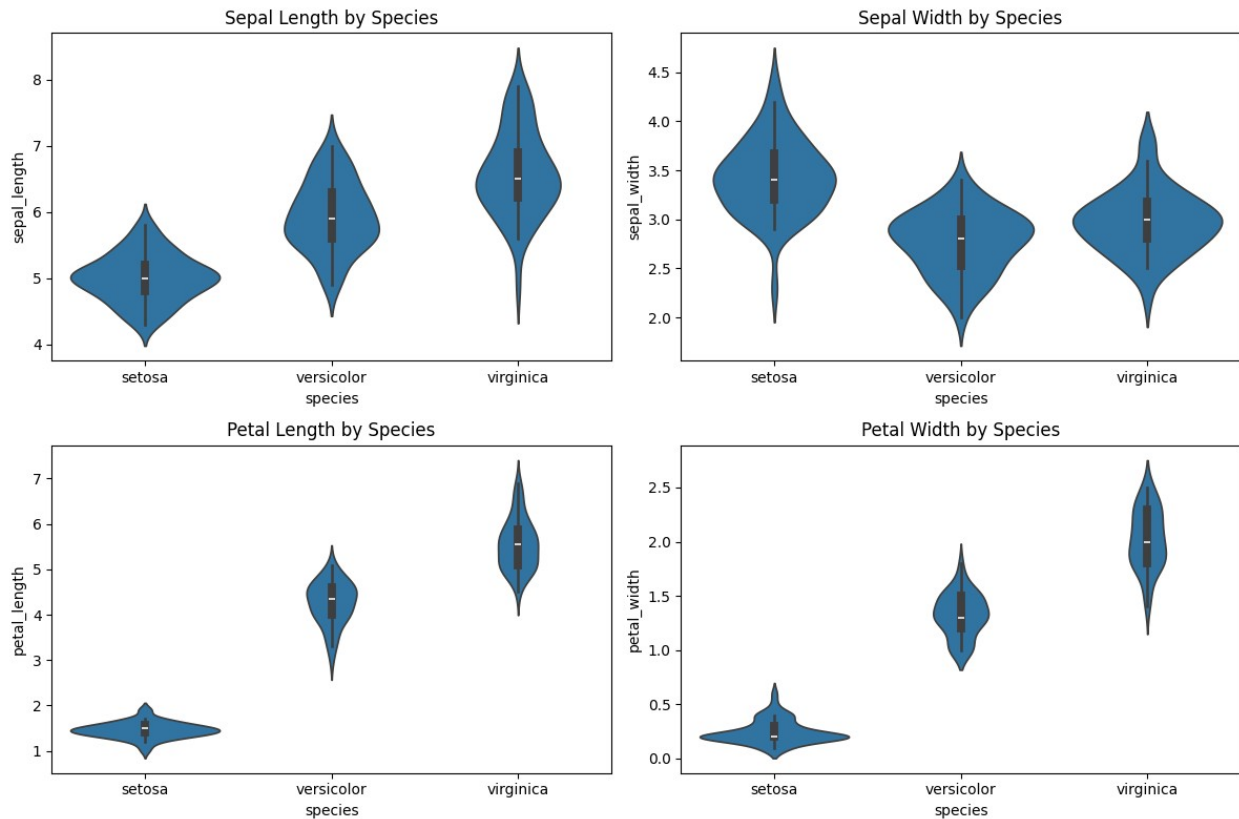 Sepal Length by Species
sepal_length
8
7
6
5
4
setosa versicolor virginica
species
Sepal Width by Species
sepal_width
4.5
4.0
3.5
3.0
2.5
2.0
setosa versicolor virginica
species
Petal Length by Species
petal_length
7
6
5
4
3
2
1
setosa versicolor virginica
species
Petal Width by Species
petal_width
2.5
2.0
1.5
1.0
0.5
0.0
setosa versicolor virginica
species